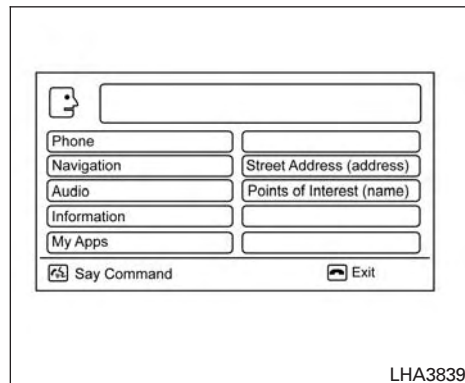 Phone
Navigation Street Address (address)
Audio Points of Interest (name)
Information
My Apps
Say Command Exit
LHA3839